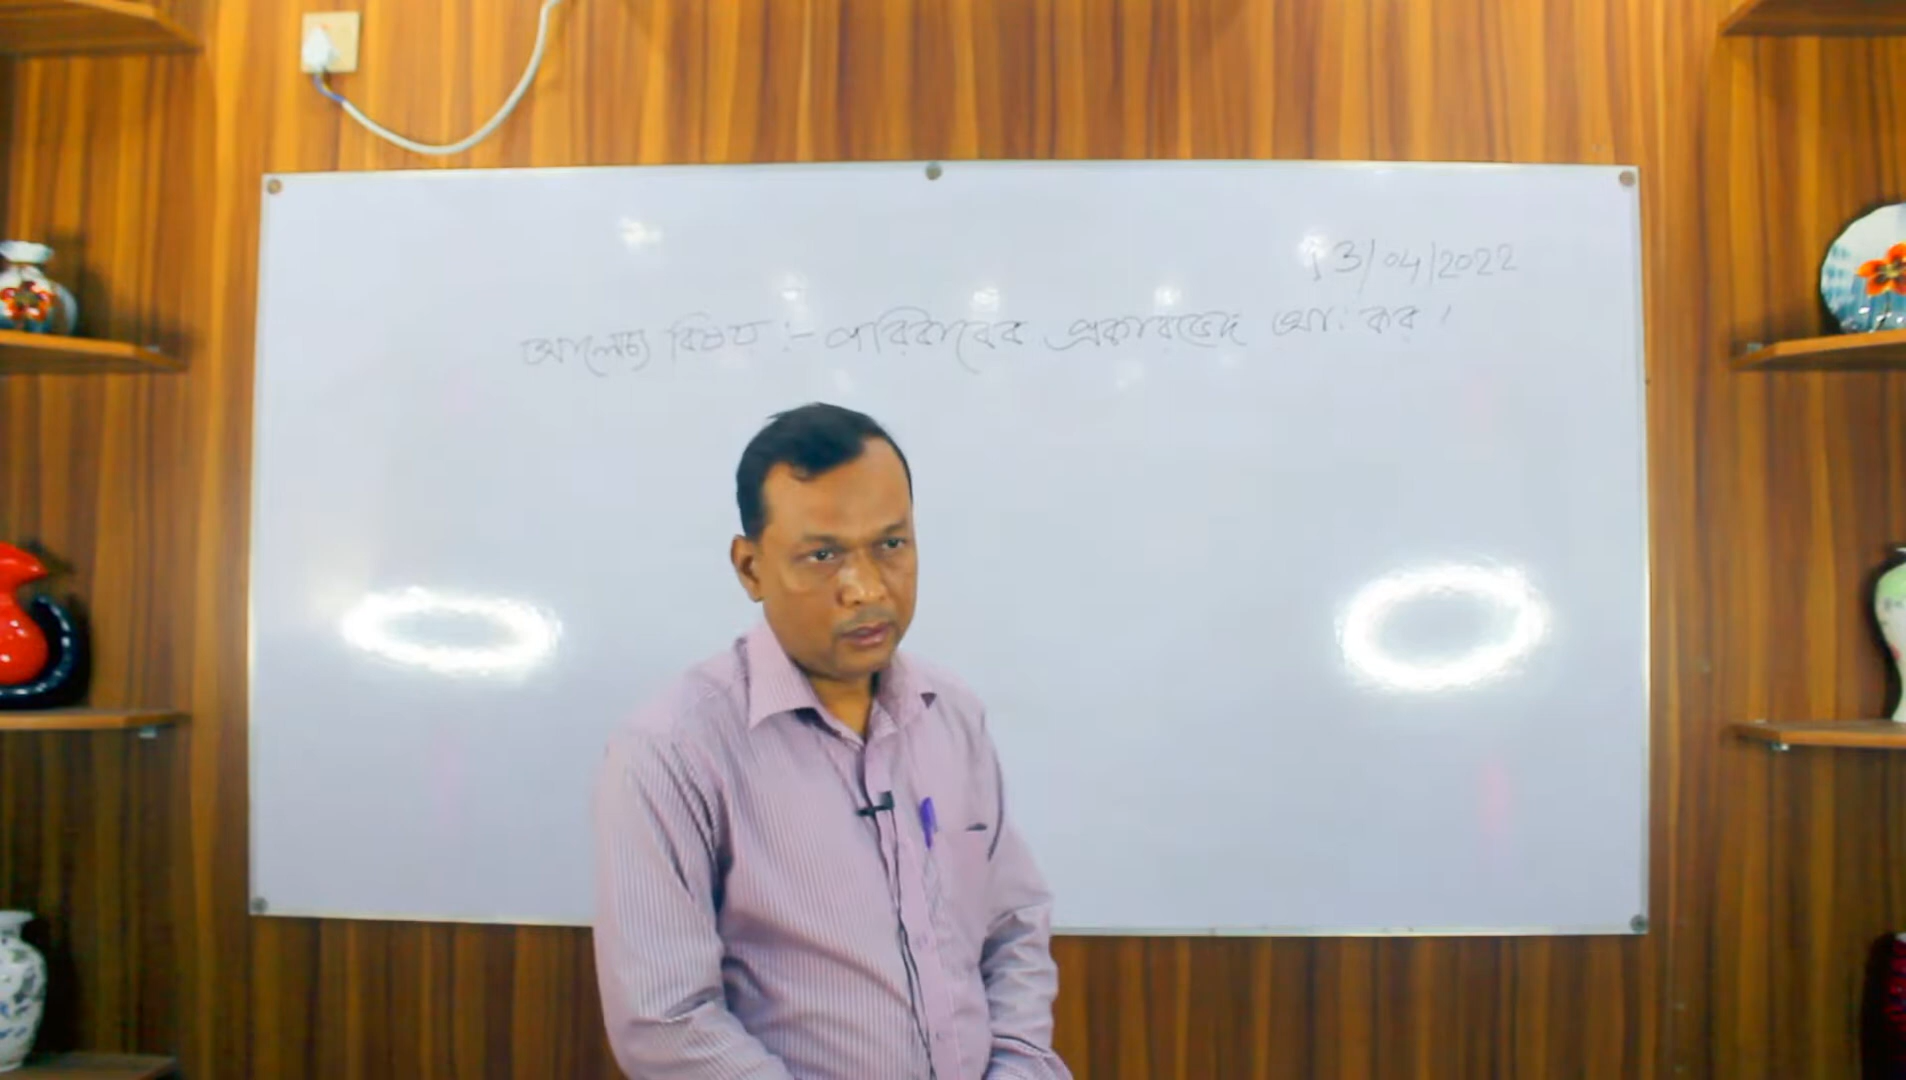 13/04/2022
আলোচ্য বিষয় :- পরিবারের প্রকারভেদ আ: কর।